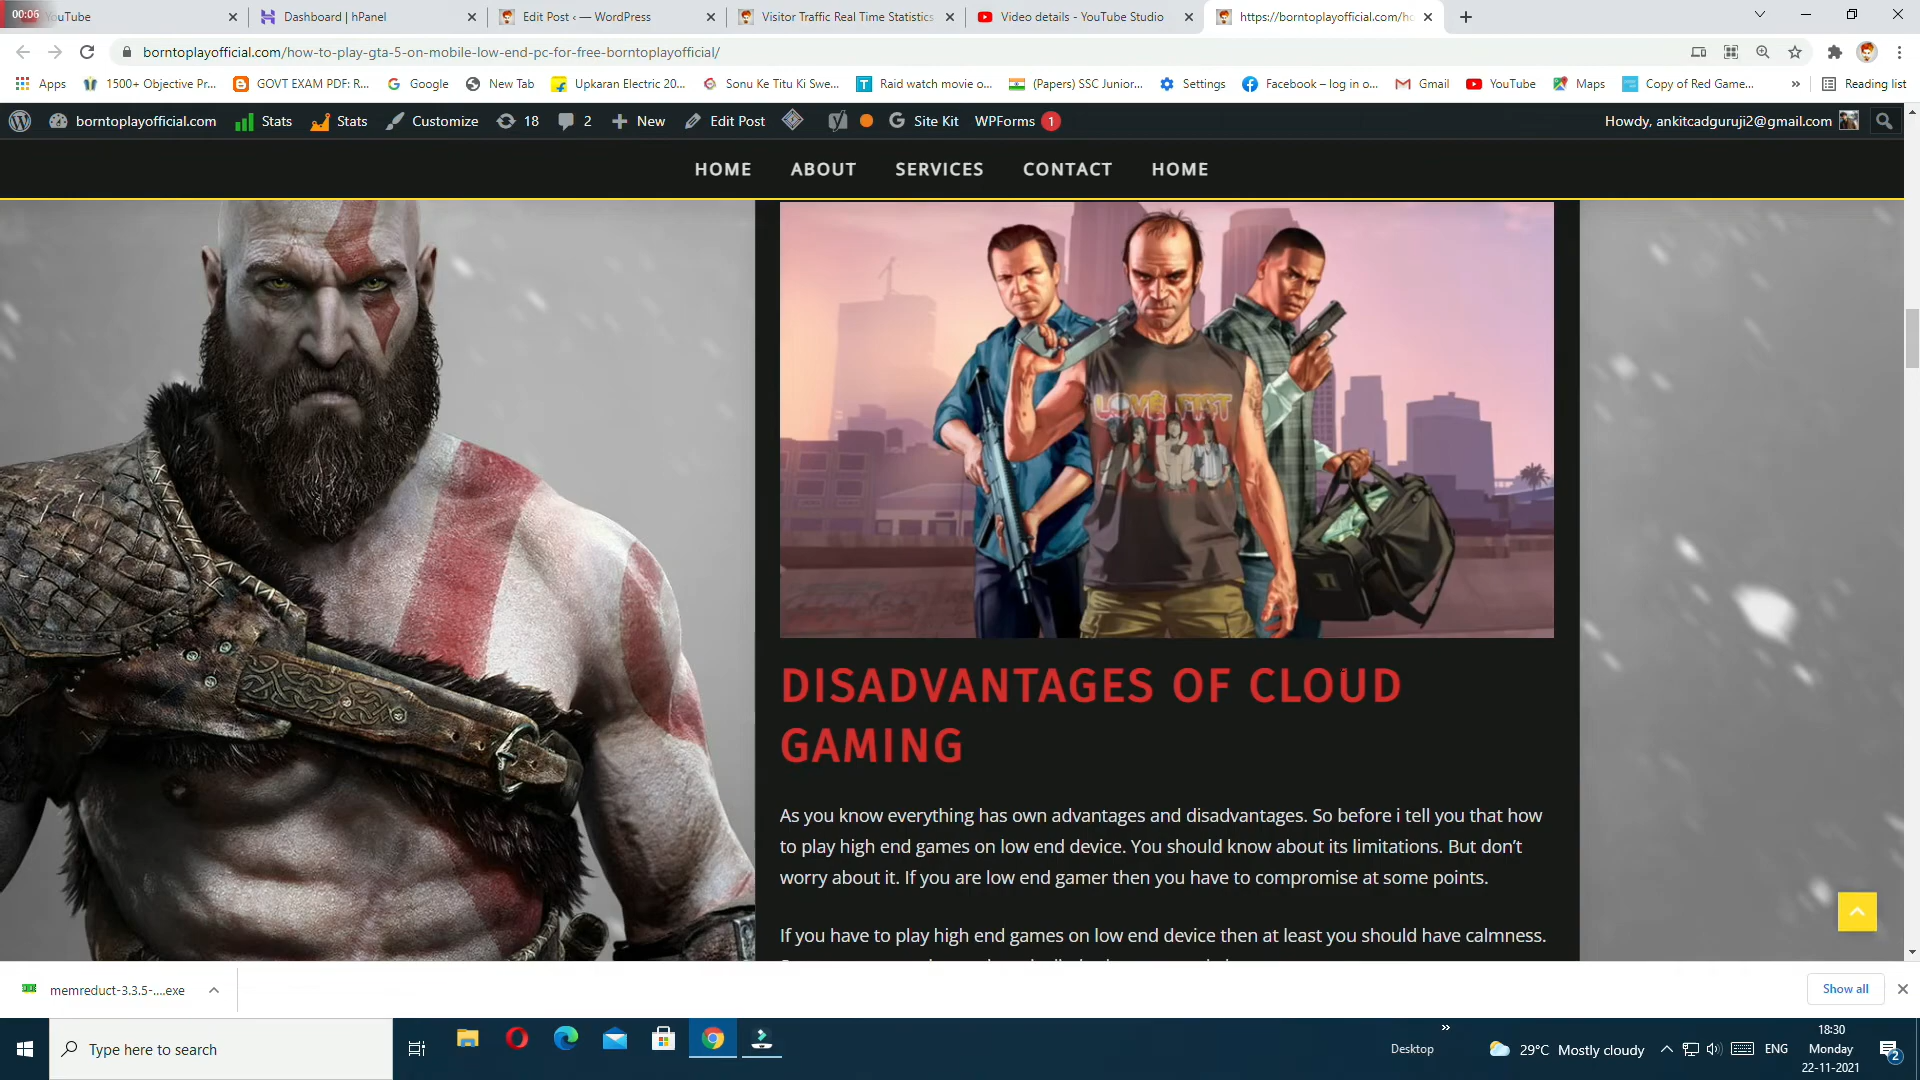 00:06
YouTube
Dashboard | hPanel
Edit Post ‹ — WordPress
Visitor Traffic Real Time Statistics
Video details - YouTube Studio
https://borntoplayofficial.com/ho
borntoplayofficial.com/how-to-play-gta-5-on-mobile-low-end-pc-for-free-borntoplayofficial/
Apps
1500+ Objective Pr...
GOVT EXAM PDF: R...
Google
New Tab
Upkaran Electric 20...
Sonu Ke Titu Ki Swe...
Raid watch movie o...
(Papers) SSC Junior...
Settings
Facebook – log in o...
Gmail
YouTube
Maps
Copy of Red Game...
»
Reading list
borntoplayofficial.com
Stats
Stats
Customize
18
2
New
Edit Post
Site Kit
WPForms 1
Howdy, ankitcadguruji2@gmail.com
HOME
ABOUT
SERVICES
CONTACT
HOME
LOVE FIST
DISADVANTAGES OF CLOUD
GAMING
As you know everything has own advantages and disadvantages. So before i tell you that how
to play high end games on low end device. You should know about its limitations. But don't
worry about it. If you are low end gamer then you have to compromise at some points.
If you have to play high end games on low end device then at least you should have calmness.
memreduct-3.3.5-....exe
Show all
Type here to search
Desktop
»
29°C Mostly cloudy
ENG
18:30
Monday
22-11-2021
2